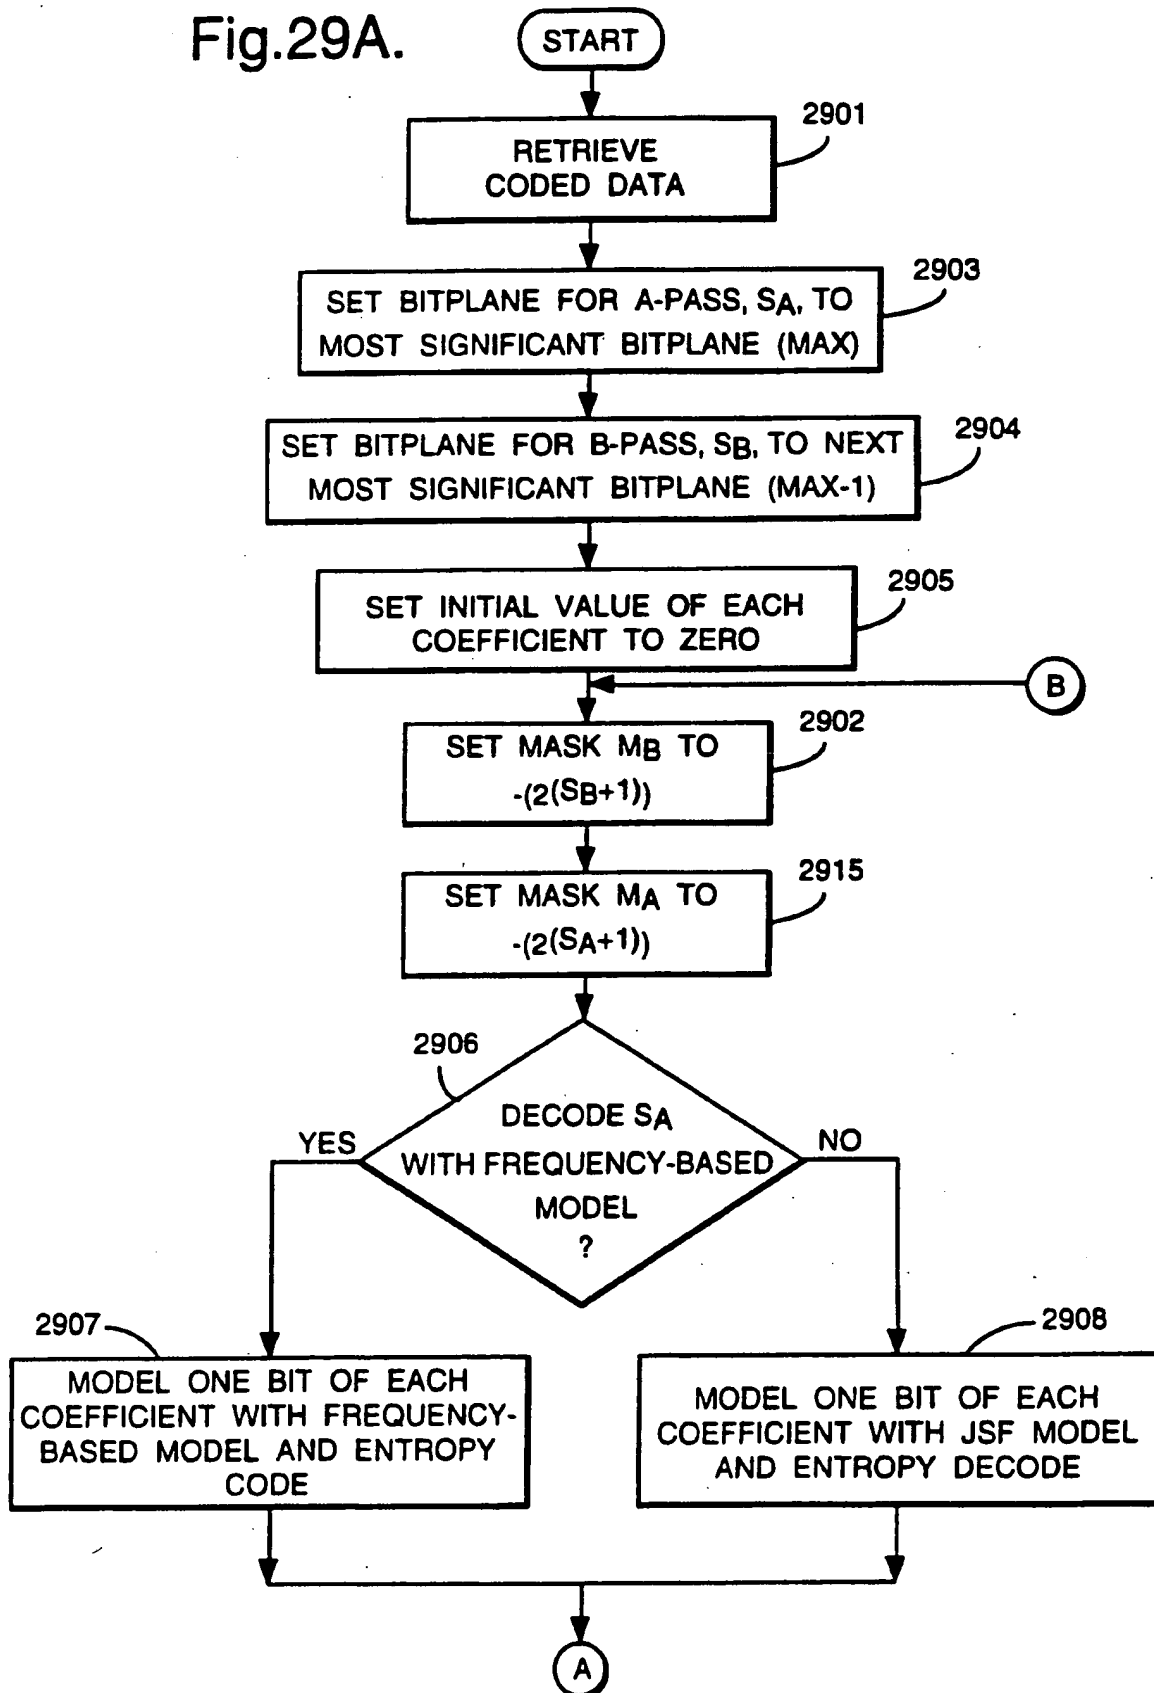 Fig.29A.
START
2901
RETRIEVE
CODED DATA
2903
SET BITPLANE FOR A-PASS, SA, TO
MOST SIGNIFICANT BITPLANE (MAX)
2904
SET BITPLANE FOR B-PASS, SB, TO NEXT
MOST SIGNIFICANT BITPLANE (MAX-1)
2905
SET INITIAL VALUE OF EACH
COEFFICIENT TO ZERO
B
2902
SET MASK MB TO
-(2(SB+1))
2915
SET MASK MA TO
-(2(SA+1))
2906
DECODE SA
WITH FREQUENCY-BASED
MODEL
?
YES
NO
2907
MODEL ONE BIT OF EACH
COEFFICIENT WITH FREQUENCY-
BASED MODEL AND ENTROPY
CODE
2908
MODEL ONE BIT OF EACH
COEFFICIENT WITH JSF MODEL
AND ENTROPY DECODE
A